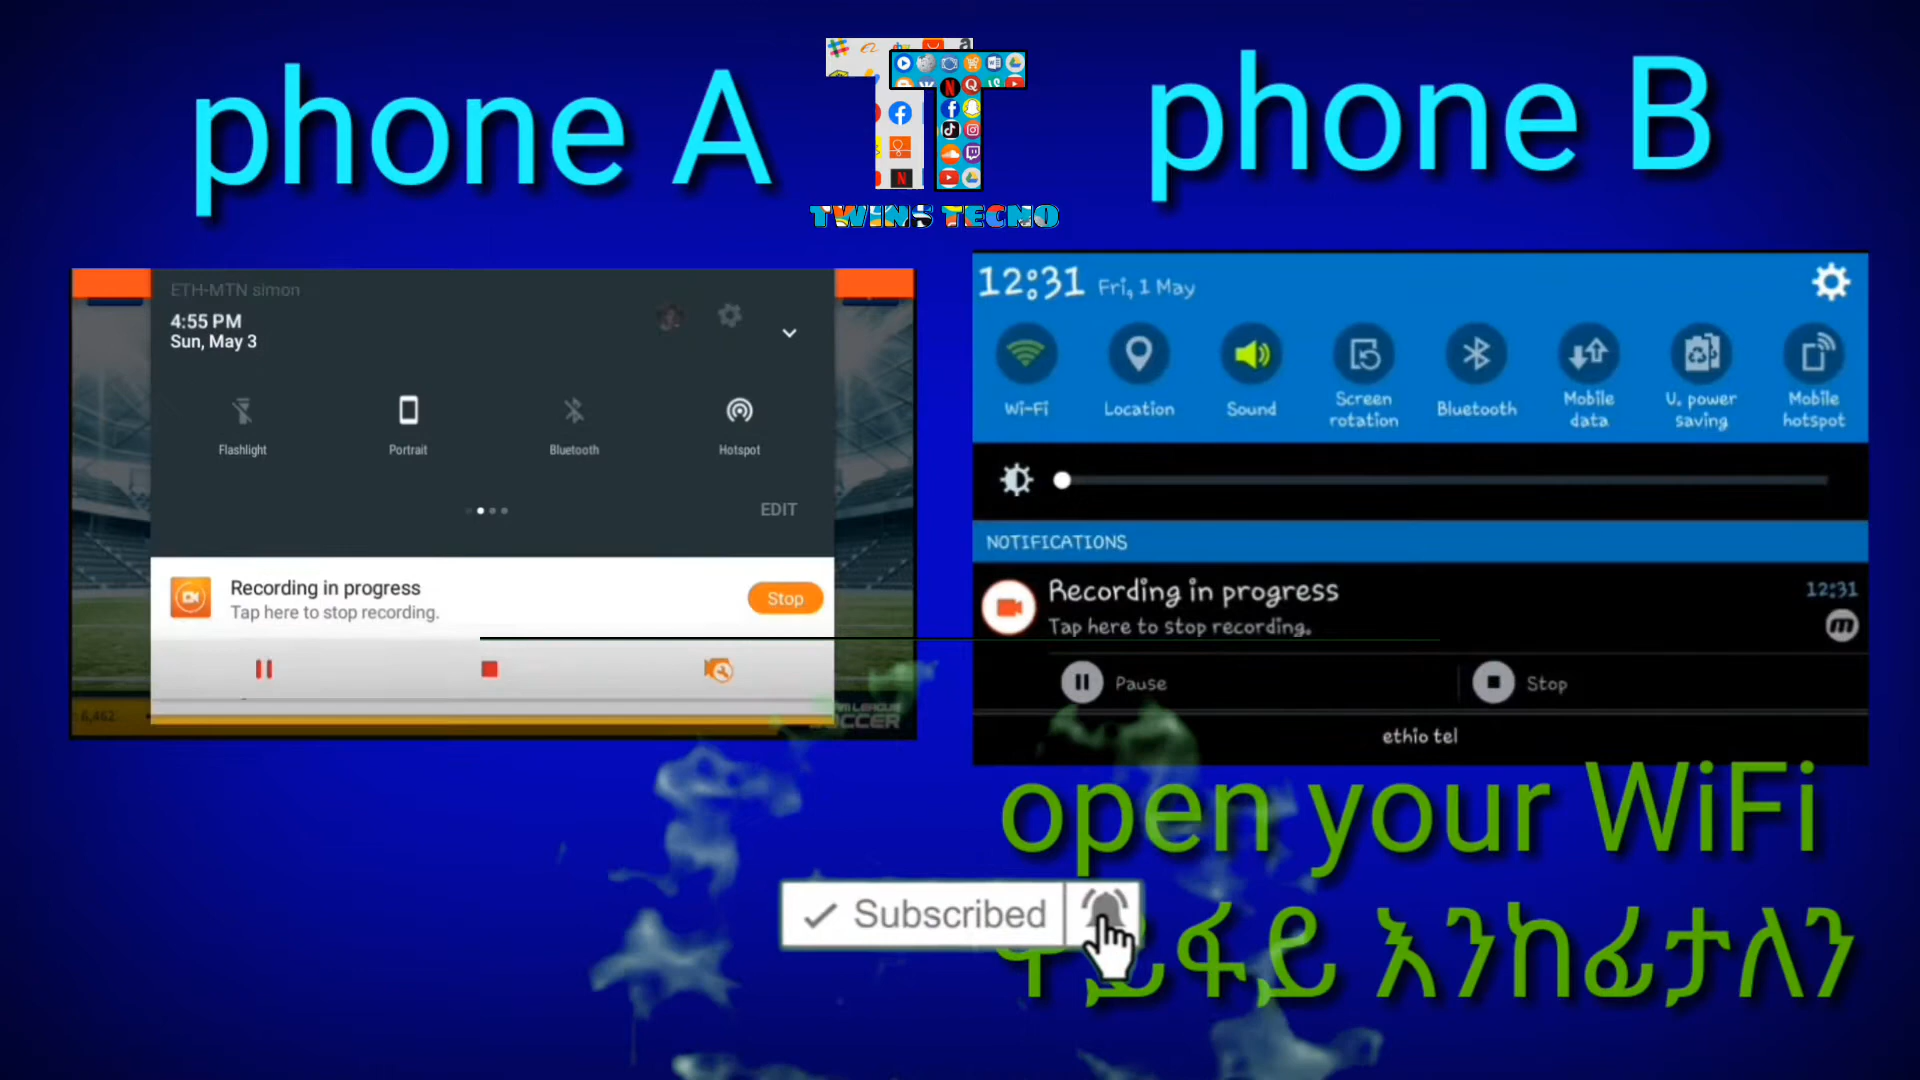 phone A
phone B
TWINS TECNO
ETH-MTN simon
4:55 PM
Sun, May 3
Flashlight
Portrait
Bluetooth
Hotspot
EDIT
Recording in progress
Tap here to stop recording.
Stop
8,462
SOCCER
12:31 Fri, 1 May
Wi-Fi
Location
Sound
Screen rotation
Bluetooth
Mobile data
U. power saving
Mobile hotspot
NOTIFICATIONS
Recording in progress
12:31
Tap here to stop recording.
Pause
Stop
ethio tel
open your WiFi
እንከፊታለን
Subscribed